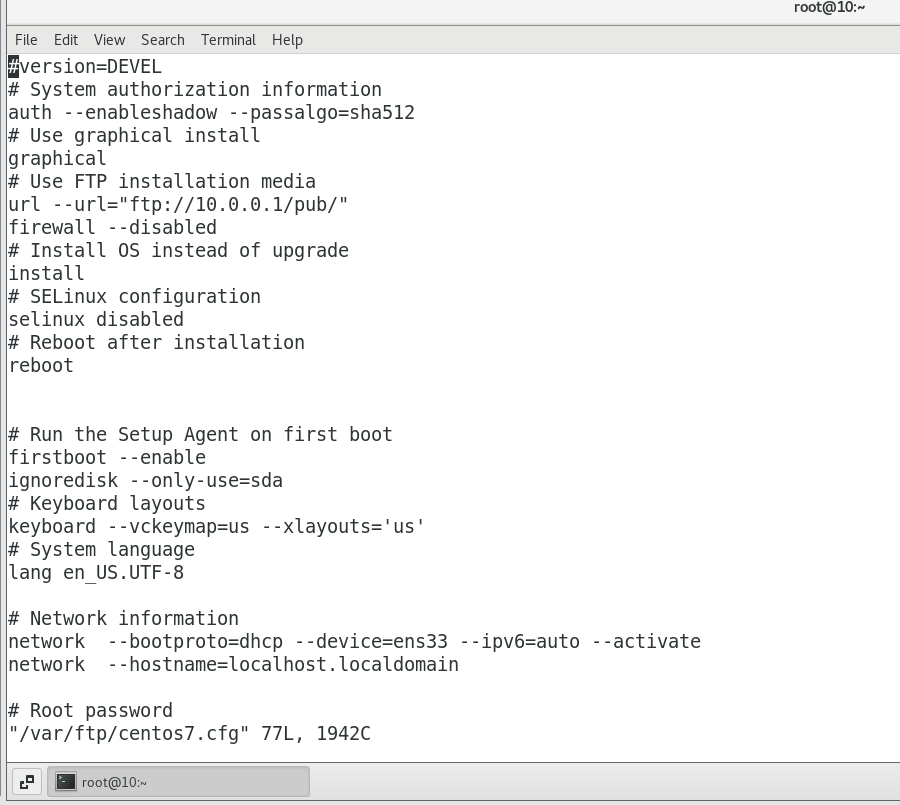 root@10:~
File Edit View Search Terminal Help
#version=DEVEL
# System authorization information
auth --enableshadow --passalgo=sha512
# Use graphical install
graphical
# Use FTP installation media
url --url="ftp://10.0.0.1/pub/"
firewall --disabled
# Install OS instead of upgrade
install
# SELinux configuration
selinux disabled
# Reboot after installation
reboot
# Run the Setup Agent on first boot
firstboot --enable
ignoredisk --only-use=sda
# Keyboard layouts
keyboard --vckeymap=us --xlayouts='us'
# System language
lang en_US.UTF-8
# Network information
network  --bootproto=dhcp --device=ens33 --ipv6=auto --activate
network  --hostname=localhost.localdomain
# Root password
"/var/ftp/centos7.cfg" 77L, 1942C
root@10:~